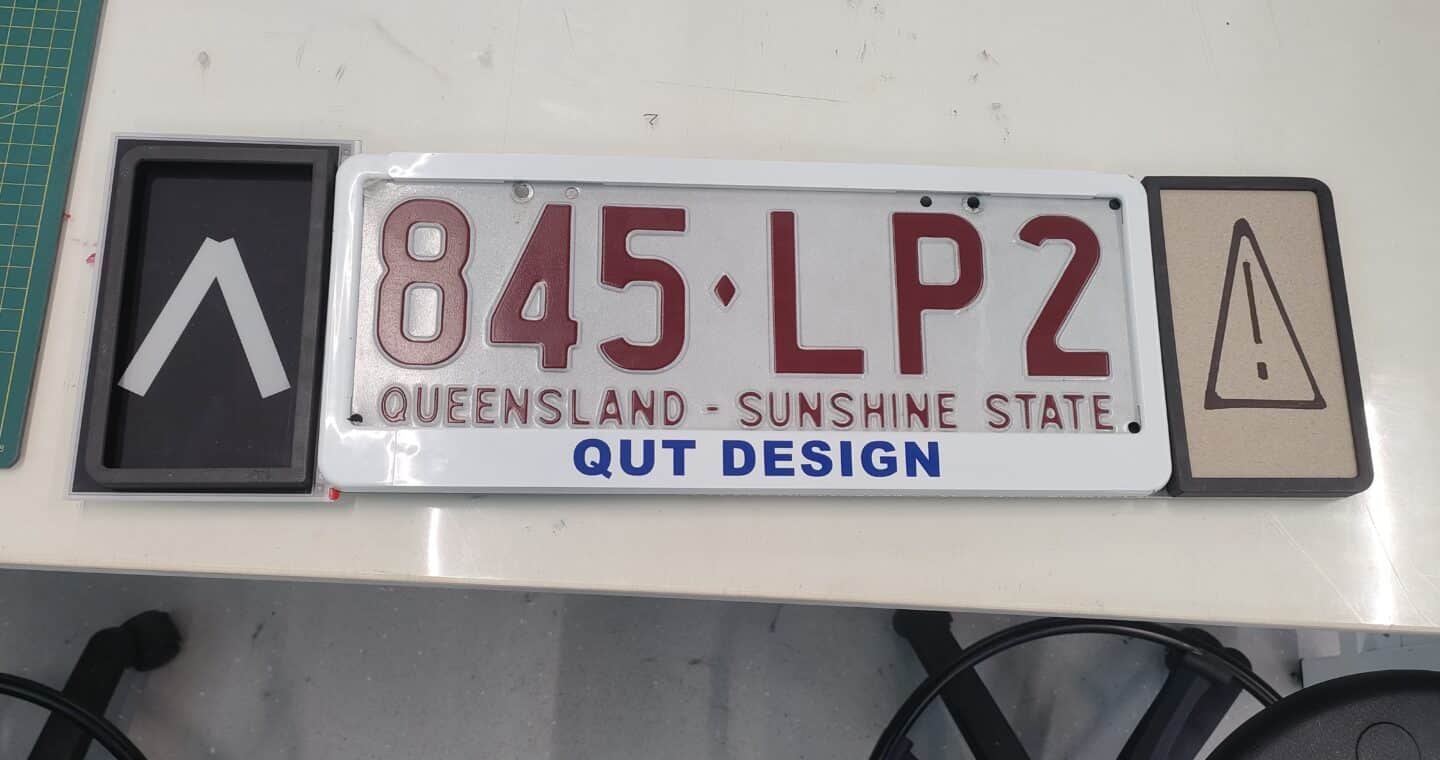 845·LP2
QUEENSLAND - SUNSHINE STATE
QUT DESIGN